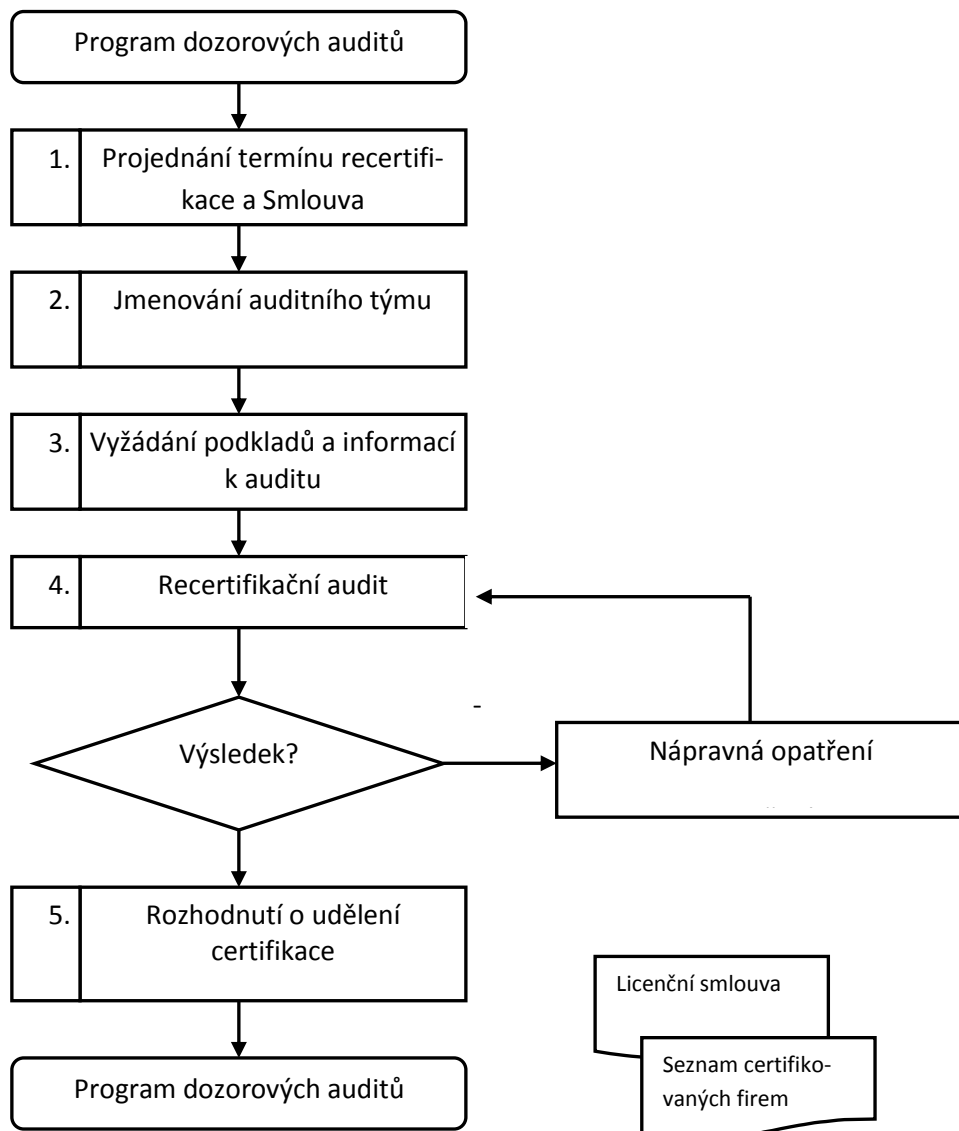 Program dozorových auditů
1. Projednání termínu recertifi-
kace a Smlouva
2. Jmenování auditního týmu
3. Vyžádání podkladů a informací
k auditu
4. Recertifikační audit
-
Výsledek?
Nápravná opatření
5. Rozhodnutí o udělení
certifikace
Licenční smlouva
Seznam certifiko-
vaných firem
Program dozorových auditů